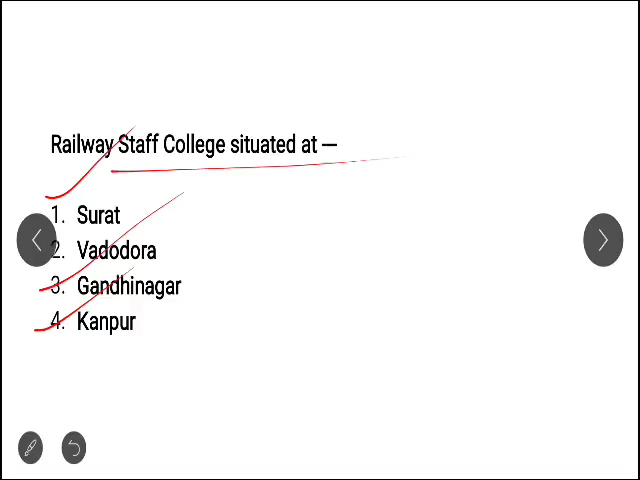 Railway Staff College situated at —
1. Surat
2. Vadodora
3. Gandhinagar
4. Kanpur